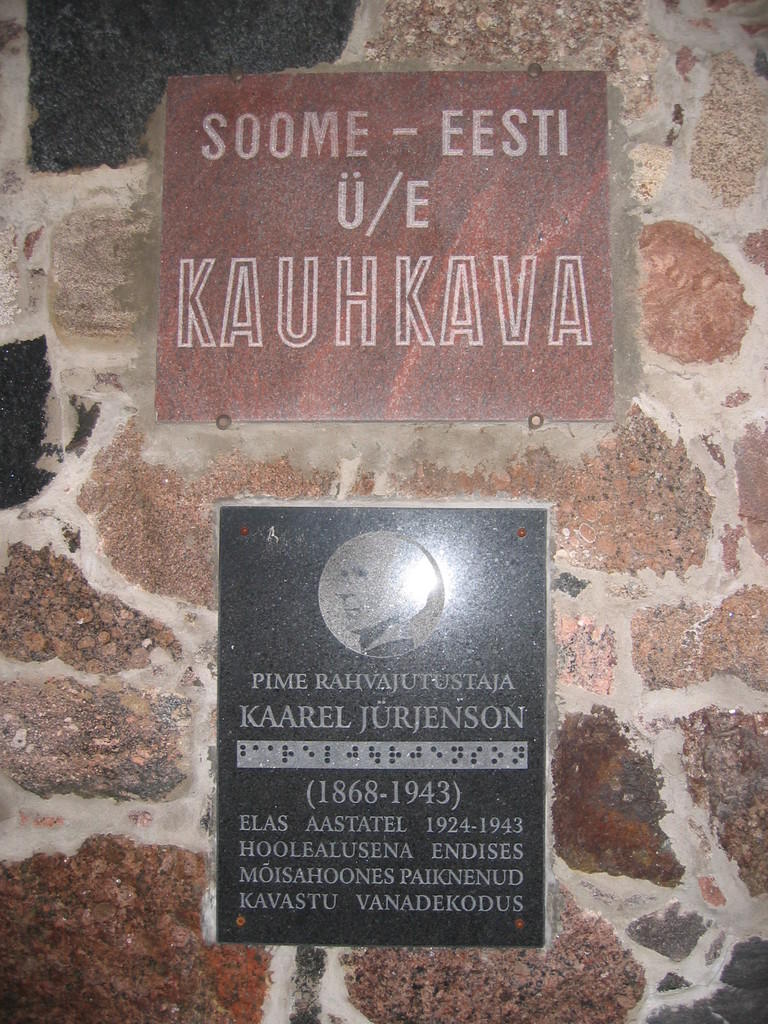 SOOME – EESTI
Ü/E
KAUHKAVA
PIME RAHVAJUTUSTAJA
KAAREL JÜRJENSON
(1868-1943)
ELAS AASTATEL 1924-1943
HOOLEALUSENA ENDISES
MÕISAHOONES PAIKNENUD
KAVASTU VANADEKODUS